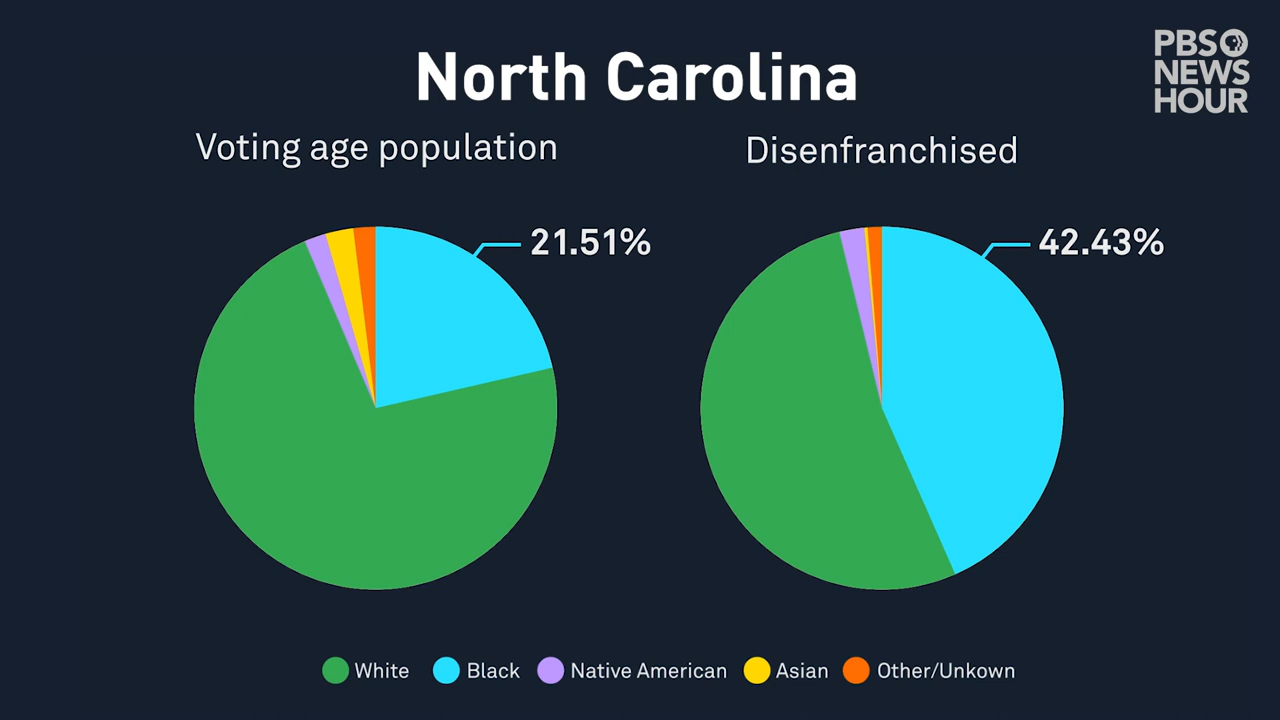 North Carolina
PBS
NEWS
HOUR
Voting age population
Disenfranchised
21.51%
42.43%
White
Black
Native American
Asian
Other/Unkown